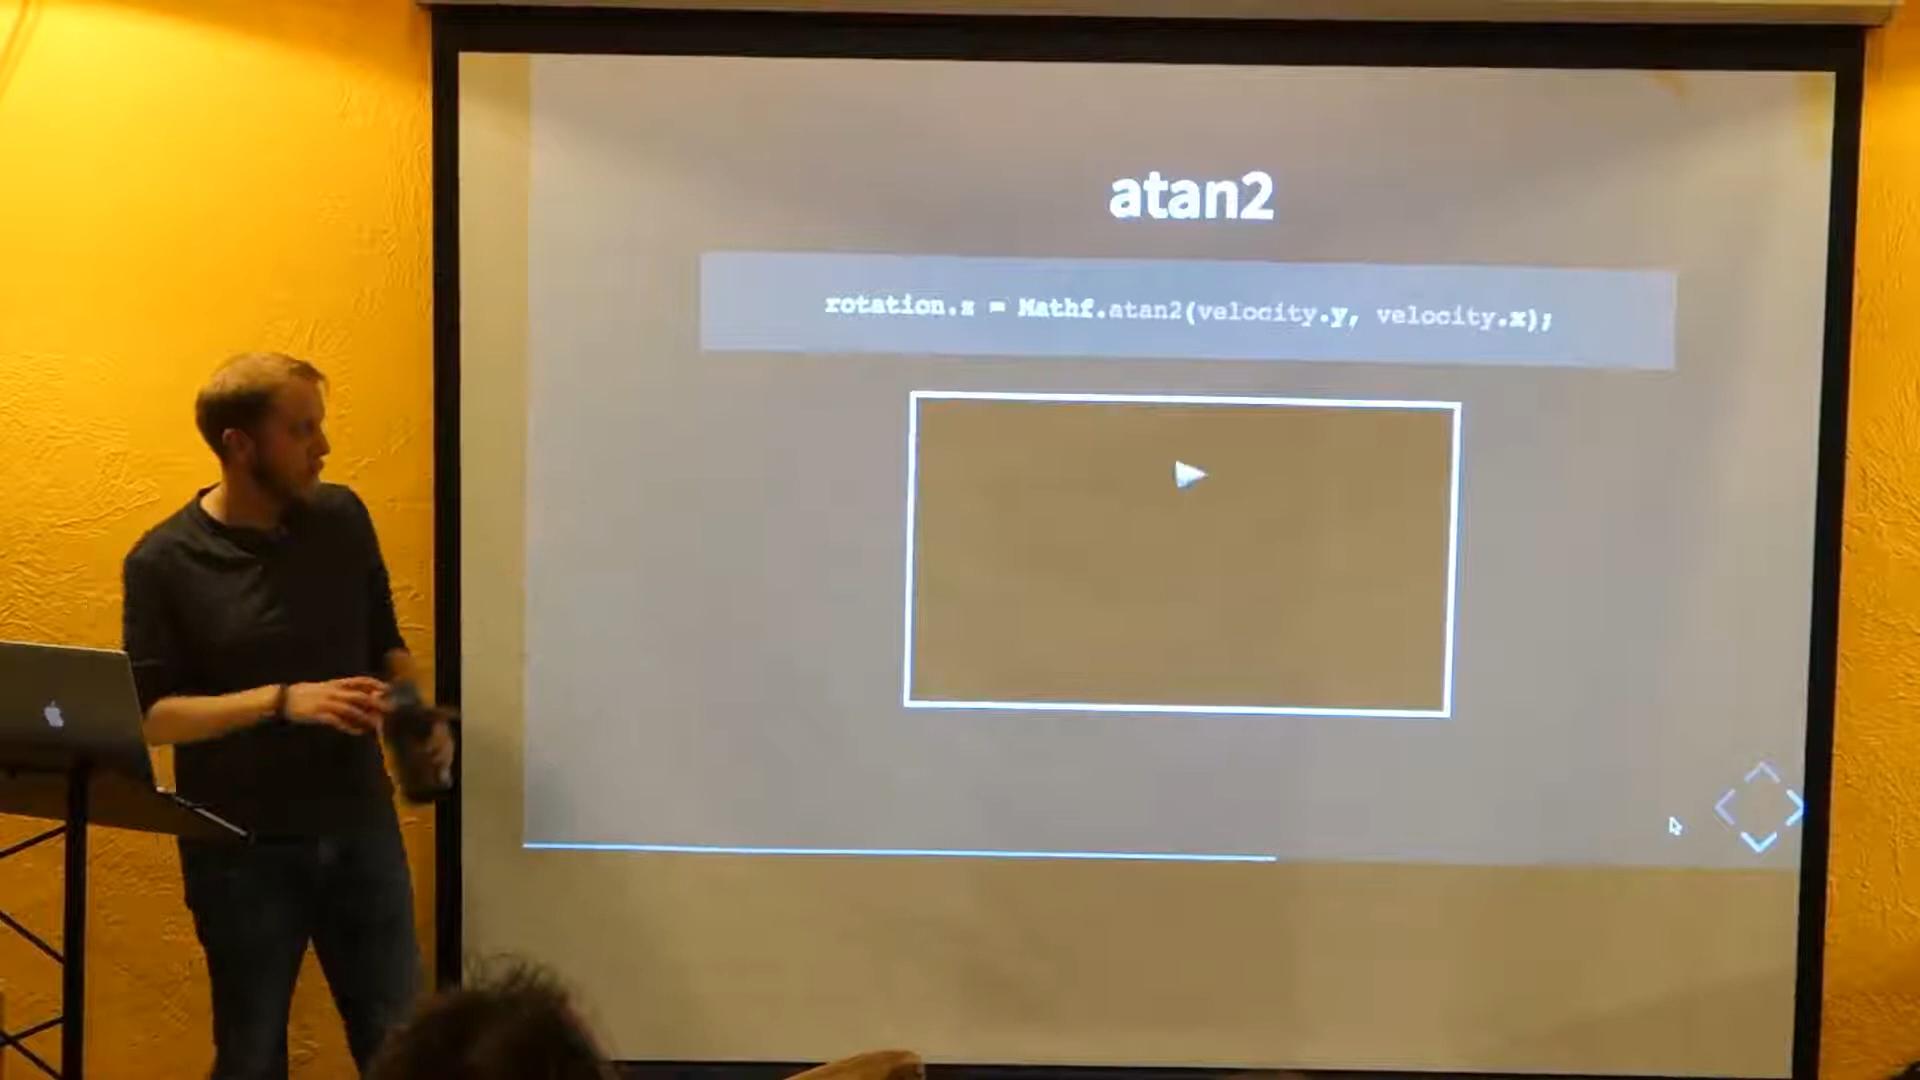 atan2
rotation.z = Mathf.atan2(velocity.y, velocity.x);